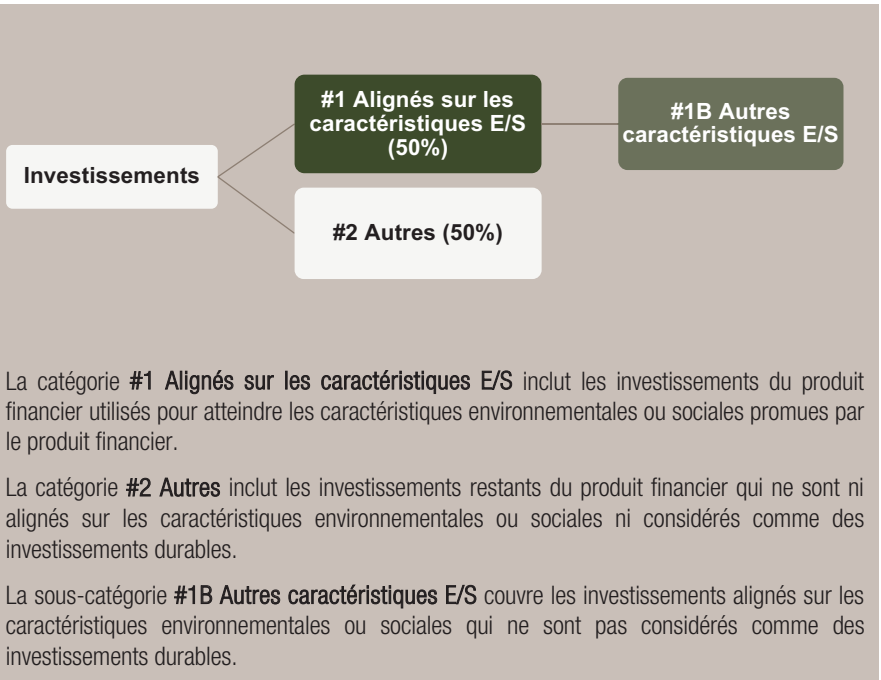 #1 Alignés sur les
caractéristiques E/S
(50%)
#1B Autres
caractéristiques E/S
Investissements
#2 Autres (50%)
La catégorie #1 Alignés sur les caractéristiques E/S inclut les investissements du produit
financier utilisés pour atteindre les caractéristiques environnementales ou sociales promues par
le produit financier.
La catégorie #2 Autres inclut les investissements restants du produit financier qui ne sont ni
alignés sur les caractéristiques environnementales ou sociales ni considérés comme des
investissements durables.
La sous-catégorie #1B Autres caractéristiques E/S couvre les investissements alignés sur les
caractéristiques environnementales ou sociales qui ne sont pas considérés comme des
investissements durables.